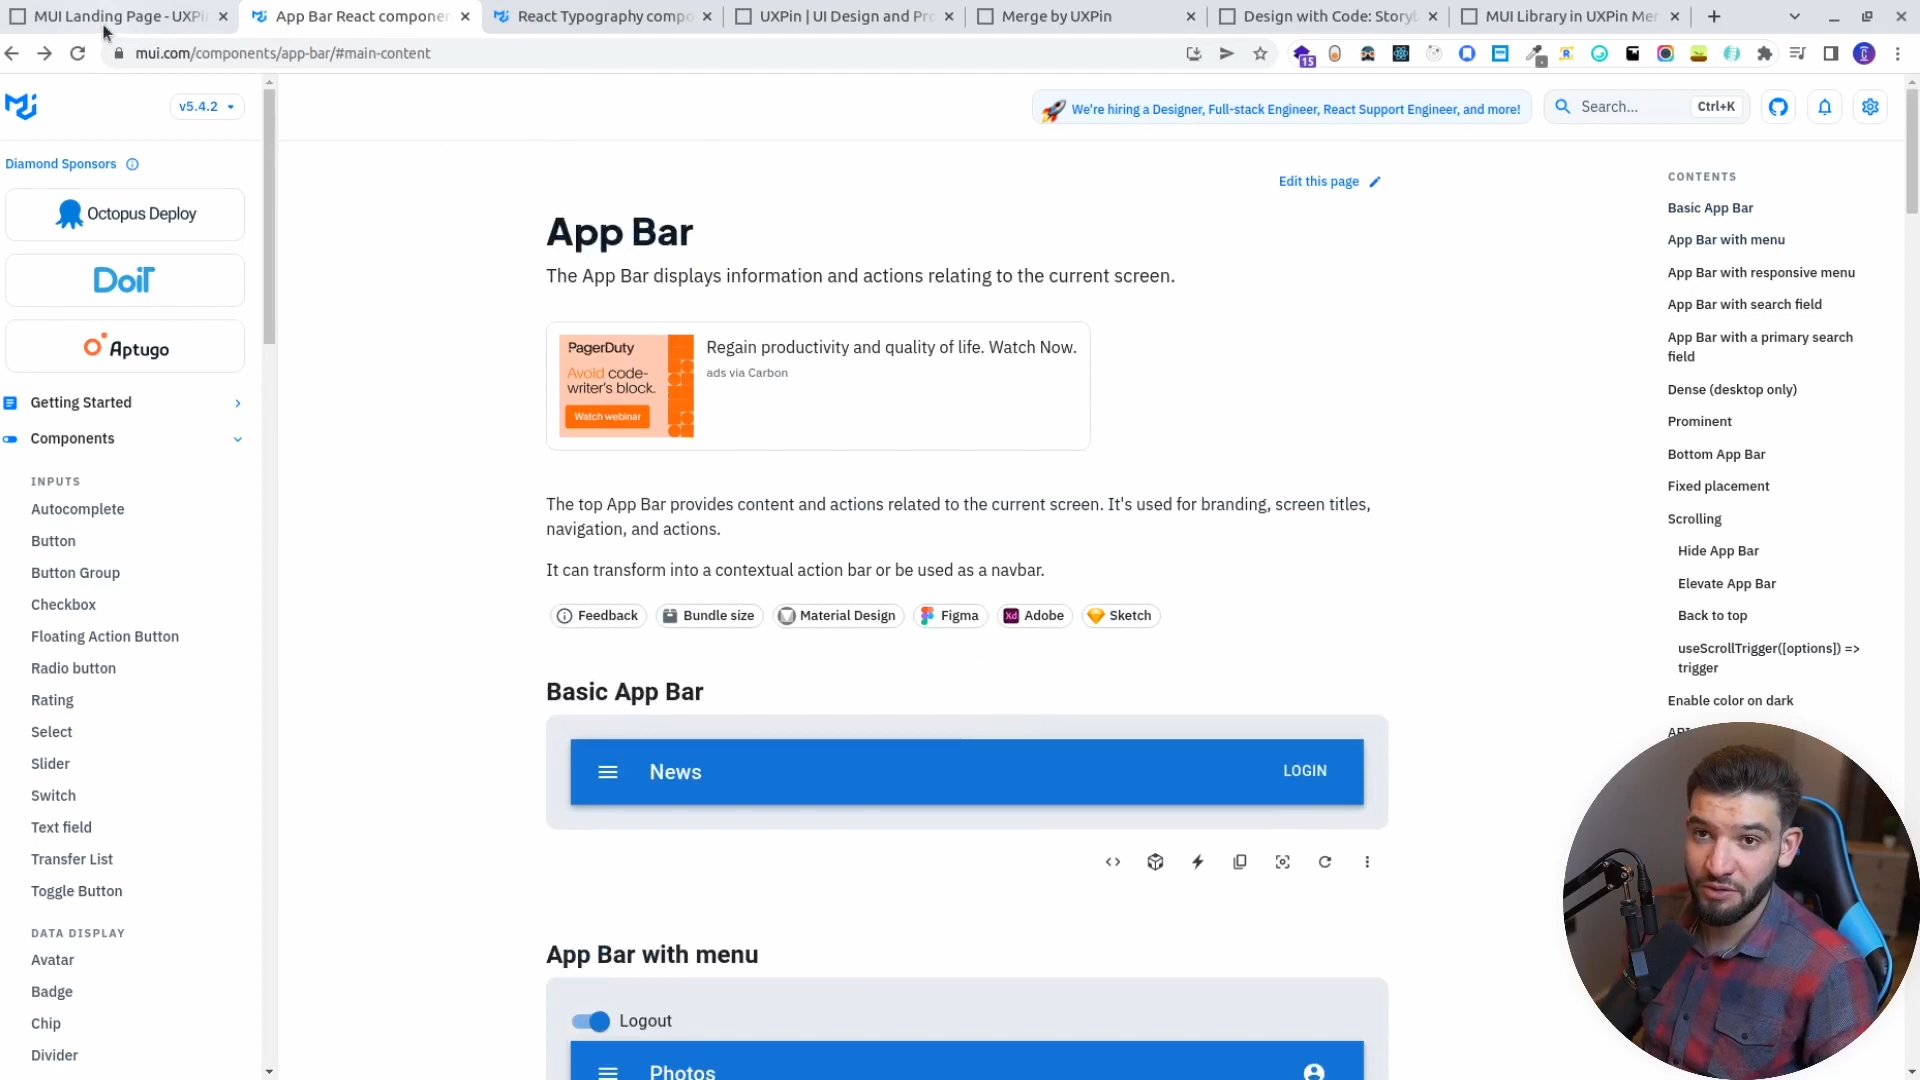 MUI Landing Page - UXPi
App Bar React componen
React Typography compo
UXPin | UI Design and Pro
Merge by UXPin
Design with Code: Storyb
MUI Library in UXPin Mer
mui.com/components/app-bar/#main-content
15
v5.4.2
We're hiring a Designer, Full-stack Engineer, React Support Engineer, and more!
Search...
Ctrl+K
Diamond Sponsors
Octopus Deploy
DoiT
Aptugo
Getting Started
Components
INPUTS
Autocomplete
Button
Button Group
Checkbox
Floating Action Button
Radio button
Rating
Select
Slider
Switch
Text field
Transfer List
Toggle Button
DATA DISPLAY
Avatar
Badge
Chip
Divider
Edit this page
App Bar
The App Bar displays information and actions relating to the current screen.
PagerDuty
Avoid code-
writer's block.
Watch webinar
Regain productivity and quality of life. Watch Now.
ads via Carbon
The top App Bar provides content and actions related to the current screen. It's used for branding, screen titles,
navigation, and actions.
It can transform into a contextual action bar or be used as a navbar.
Feedback
Bundle size
Material Design
Figma
Xd
Adobe
Sketch
Basic App Bar
News
LOGIN
App Bar with menu
Logout
Photos
CONTENTS
Basic App Bar
App Bar with menu
App Bar with responsive menu
App Bar with search field
App Bar with a primary search
field
Dense (desktop only)
Prominent
Bottom App Bar
Fixed placement
Scrolling
Hide App Bar
Elevate App Bar
Back to top
useScrollTrigger([options]) =>
trigger
Enable color on dark